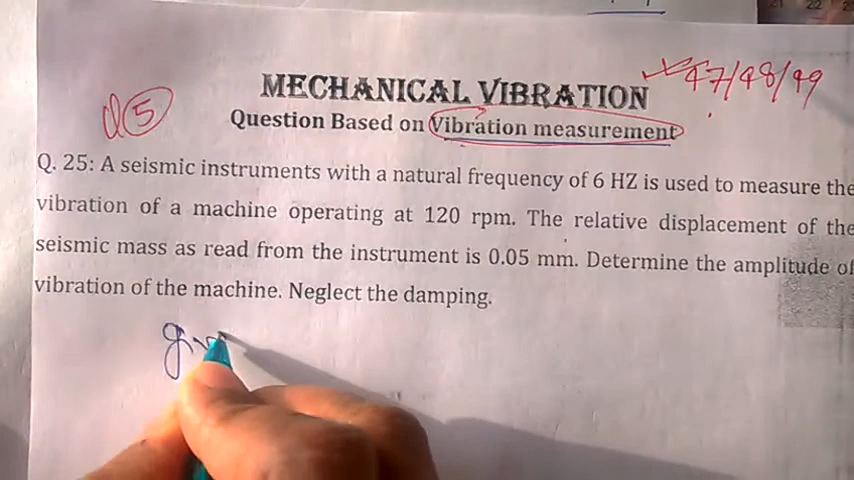 47/48/49
MECHANICAL VIBRATION
Question Based on Vibration measurement
Q. 25: A seismic instruments with a natural frequency of 6 HZ is used to measure the
vibration of a machine operating at 120 rpm. The relative displacement of the
seismic mass as read from the instrument is 0.05 mm. Determine the amplitude of
vibration of the machine. Neglect the damping.